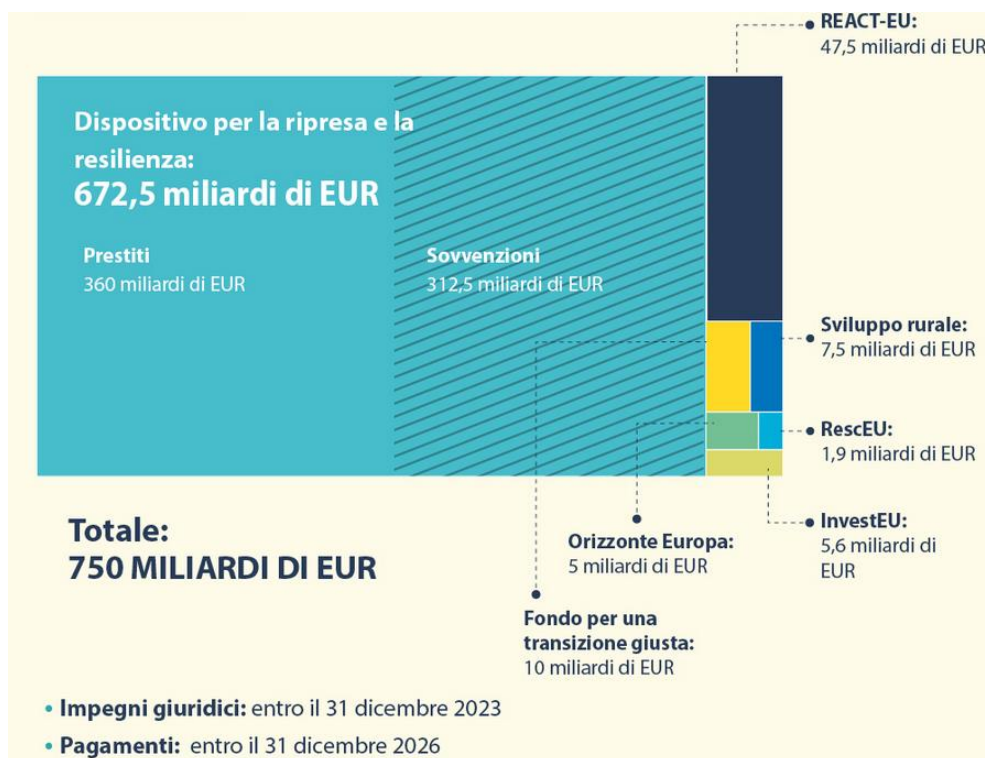 REACT-EU:
47,5 miliardi di EUR
Dispositivo per la ripresa e la
resilienza:
672,5 miliardi di EUR
Prestiti
360 miliardi di EUR
Sovvenzioni
312,5 miliardi di EUR
Sviluppo rurale:
7,5 miliardi di EUR
RescEU:
1,9 miliardi di EUR
InvestEU:
5,6 miliardi di
EUR
Orizzonte Europa:
5 miliardi di EUR
Fondo per una
transizione giusta:
10 miliardi di EUR
Totale:
750 MILIARDI DI EUR
• Impegni giuridici: entro il 31 dicembre 2023
• Pagamenti: entro il 31 dicembre 2026